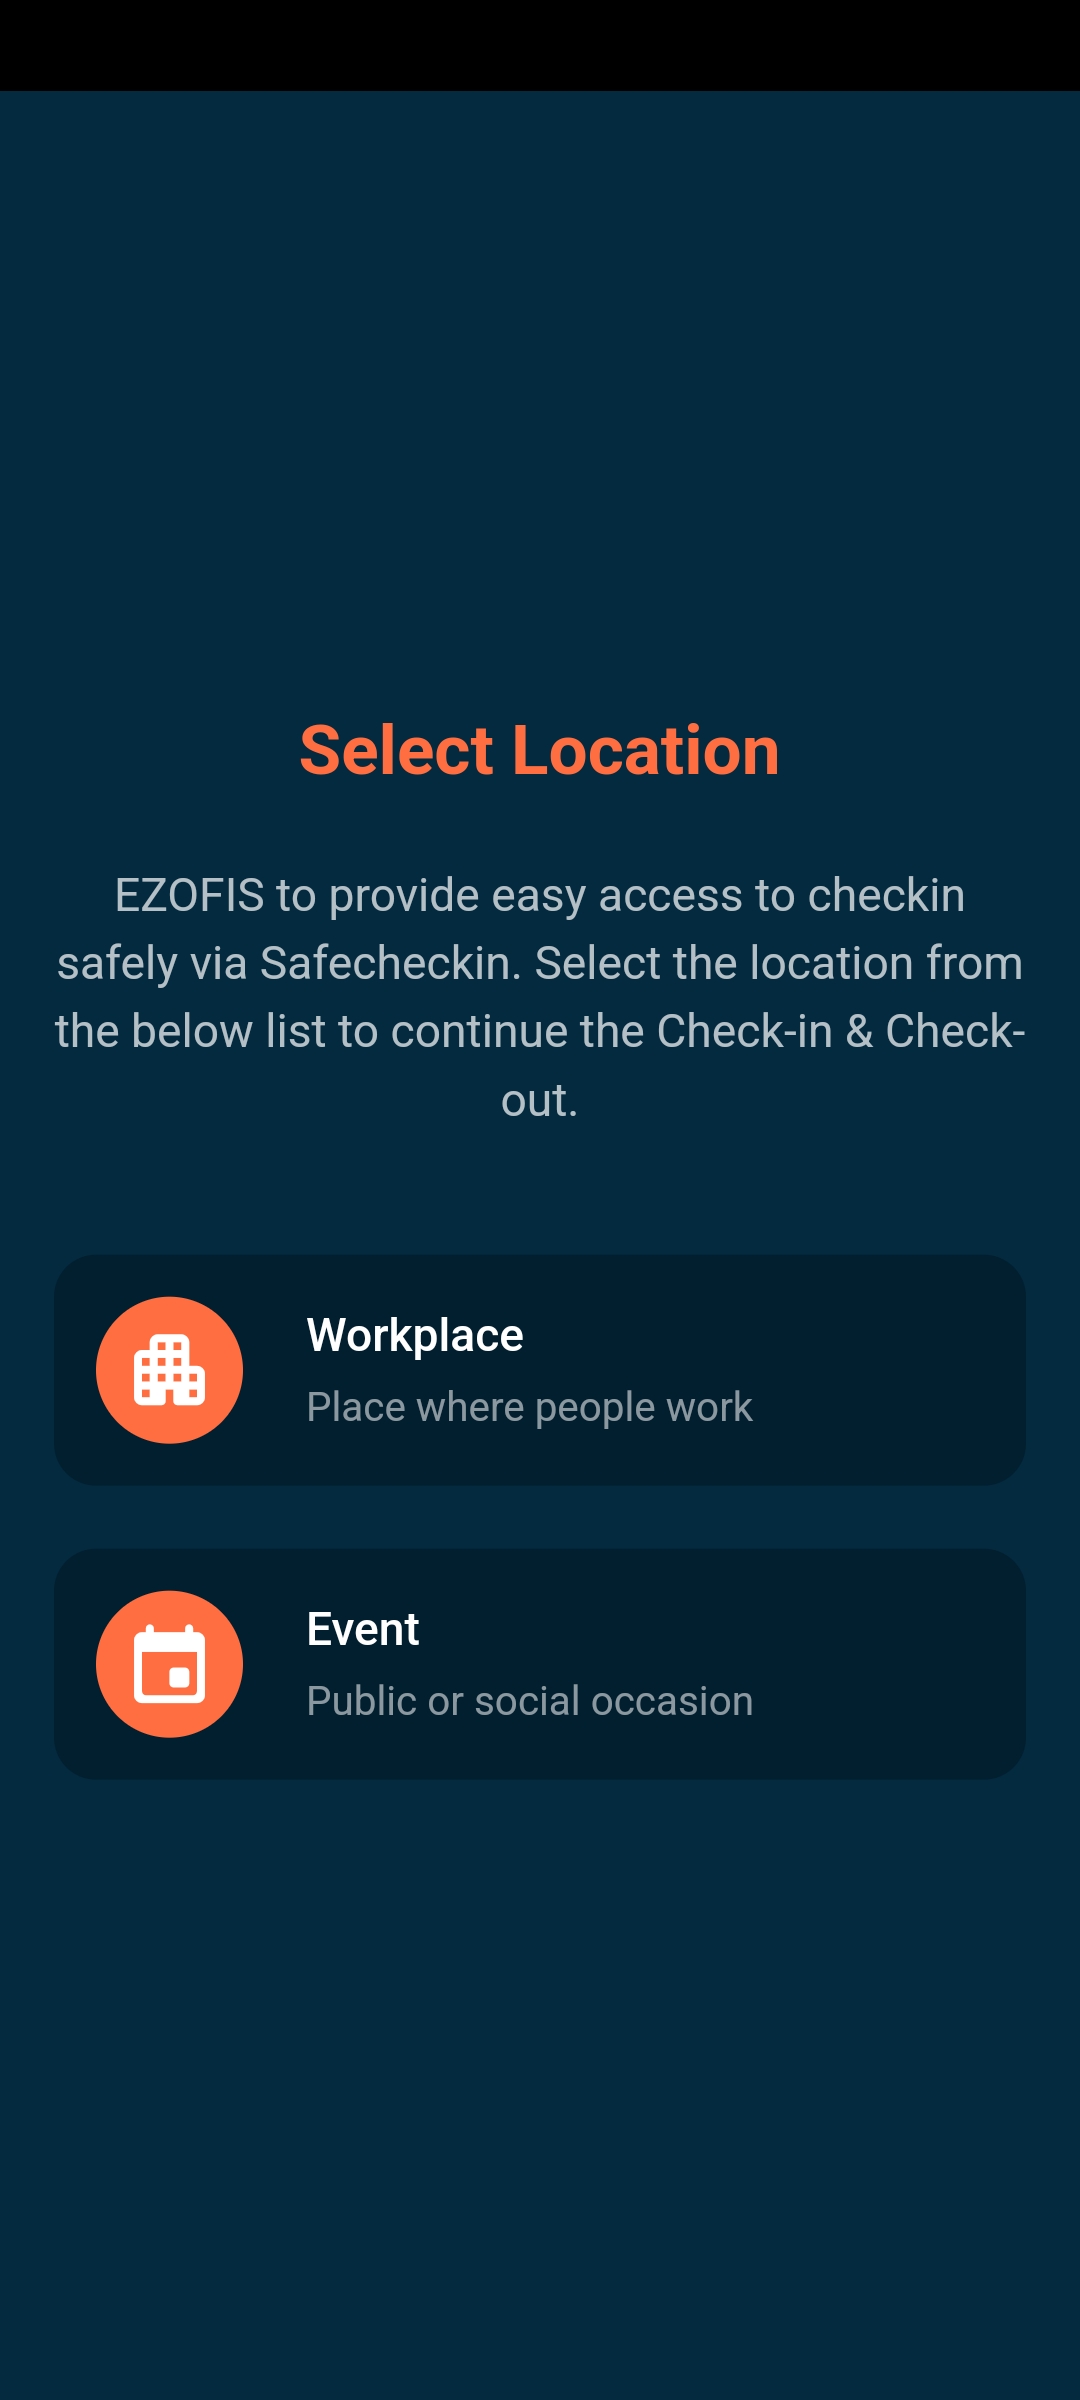 Select Location
EZOFIS to provide easy access to checkin
safely via Safecheckin. Select the location from
the below list to continue the Check-in & Check-
out.
Workplace
Place where people work
Event
Public or social occasion